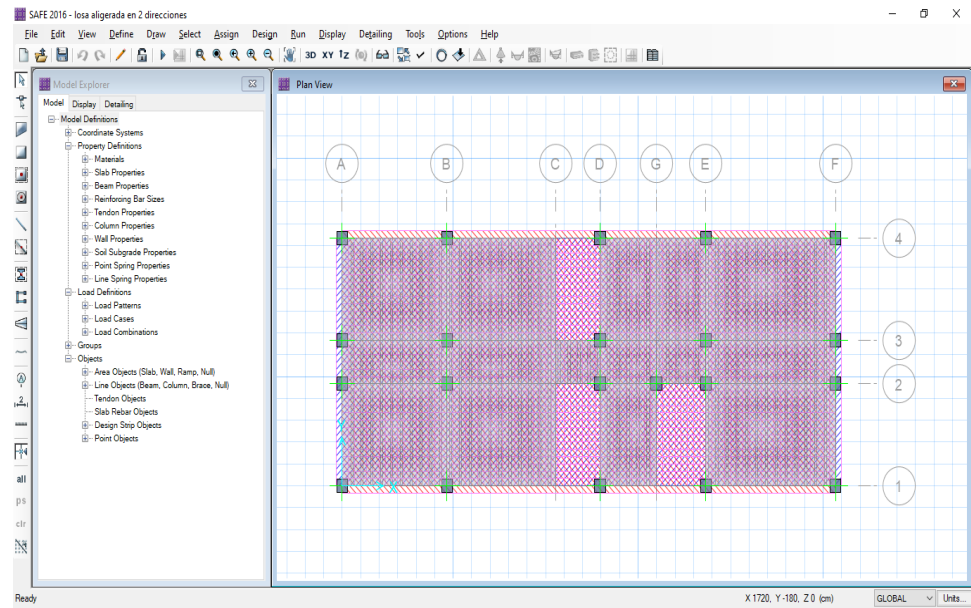 SAFE 2016 - losa aligerada en 2 direcciones
File Edit View Define Draw Select Assign Design Run Display Detailing Tools Options Help
3D XY
Model Explorer
Plan View
Model Display Detailing
Model Definitions
Coordinate Systems
Property Definitions
Materials
Slab Properties
Beam Properties
Reinforcing Bar Sizes
Tendon Properties
Column Properties
Wall Properties
Soil Subgrade Properties
Point Spring Properties
Line Spring Properties
Load Definitions
Load Patterns
Load Cases
Load Combinations
Groups
Objects
Area Objects (Slab, Wall, Ramp, Null)
Line Objects (Beam, Column, Brace, Null)
Tendon Objects
Slab Rebar Objects
Design Strip Objects
Point Objects
A B C D G E F
4
3
2
1
Y
X
all
ps
clr
Ready
X 1720, Y -180, Z 0 (cm)
GLOBAL
Units...